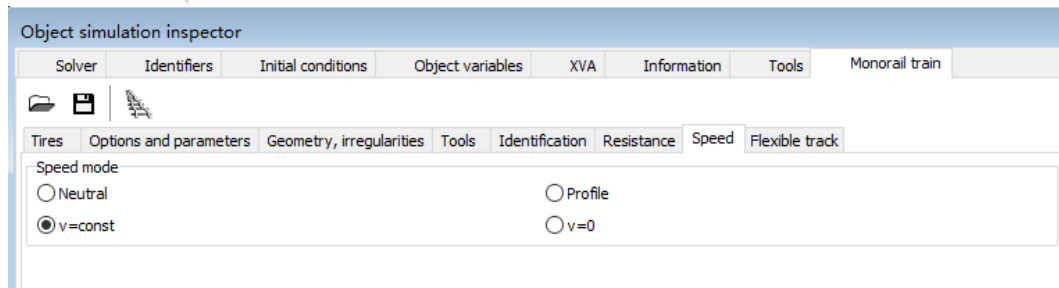 Object simulation inspector
Solver Identifiers Initial conditions Object variables XVA Information Tools Monorail train
Tires Options and parameters Geometry, irregularities Tools Identification Resistance Speed Flexible track
Speed mode
Neutral Profile
v=const v=0